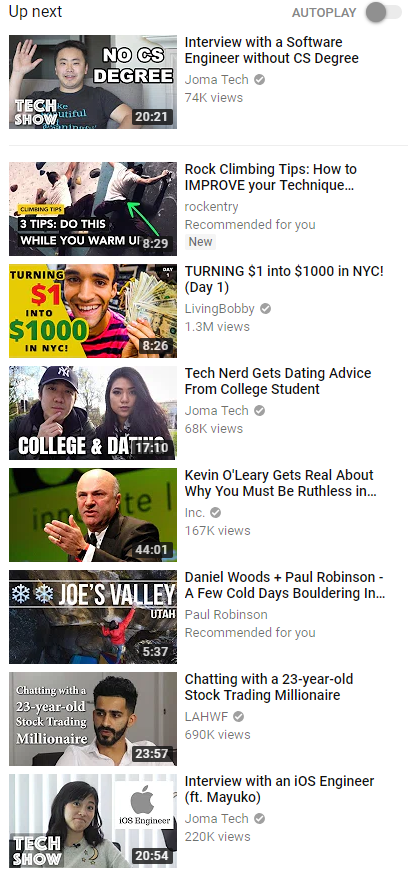 Up next
AUTOPLAY
NO CS
DEGREE
TECH
SHOW
20:21
Interview with a Software
Engineer without CS Degree
Joma Tech
74K views
CLIMBING TIPS
3 TIPS: DO THIS
WHILE YOU WARM U
8:29
Rock Climbing Tips: How to
IMPROVE your Technique...
rockentry
Recommended for you
New
TURNING
$1
INTO
$1000
IN NYC!
DAY
1
8:26
TURNING $1 into $1000 in NYC!
(Day 1)
LivingBobby
1.3M views
COLLEGE & DATING
17:10
Tech Nerd Gets Dating Advice
From College Student
Joma Tech
68K views
44:01
Kevin O'Leary Gets Real About
Why You Must Be Ruthless in...
Inc.
167K views
JOE'S VALLEY
UTAH
5:37
Daniel Woods + Paul Robinson -
A Few Cold Days Bouldering In...
Paul Robinson
Recommended for you
Chatting with a
23-year-old
Stock Trading
Millionaire
23:57
Chatting with a 23-year-old
Stock Trading Millionaire
LAHWF
690K views
iOS Engineer
TECH
SHOW
20:54
Interview with an iOS Engineer
(ft. Mayuko)
Joma Tech
220K views